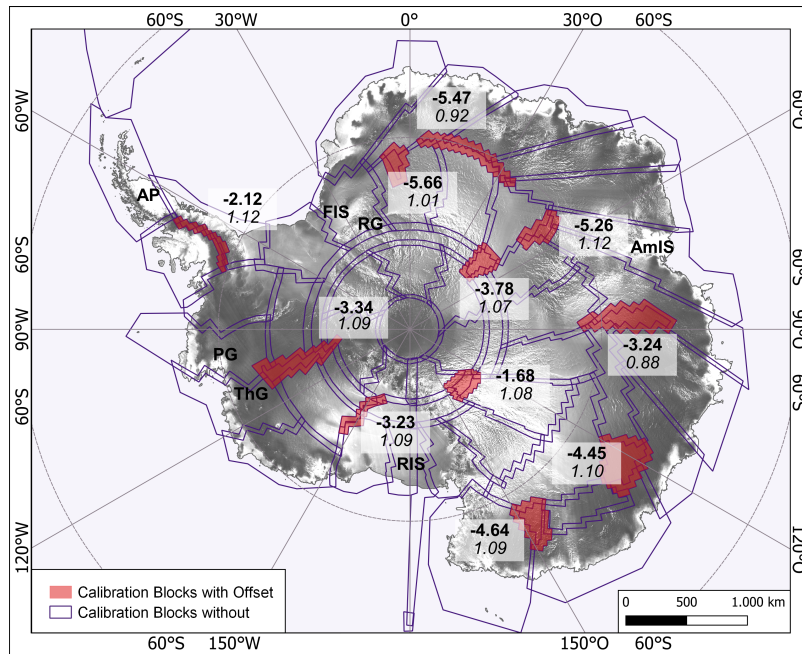 60°S 30°W 0° 30°O 60°S
60°W
60°O
-5.47
0.92
-5.66
1.01
AP
-2.12
1.12
FIS
RG
-5.26
1.12
AmIS
60°S
60°S
-3.78
1.07
-3.34
1.09
90°W
90°O
PG
-3.24
0.88
ThG
-1.68
1.08
60°S
60°S
-3.23
1.09
RIS
-4.45
1.10
-4.64
1.09
120°W
120°O
Calibration Blocks with Offset
Calibration Blocks without
0 500 1.000 km
60°S 150°W 150°O 60°S